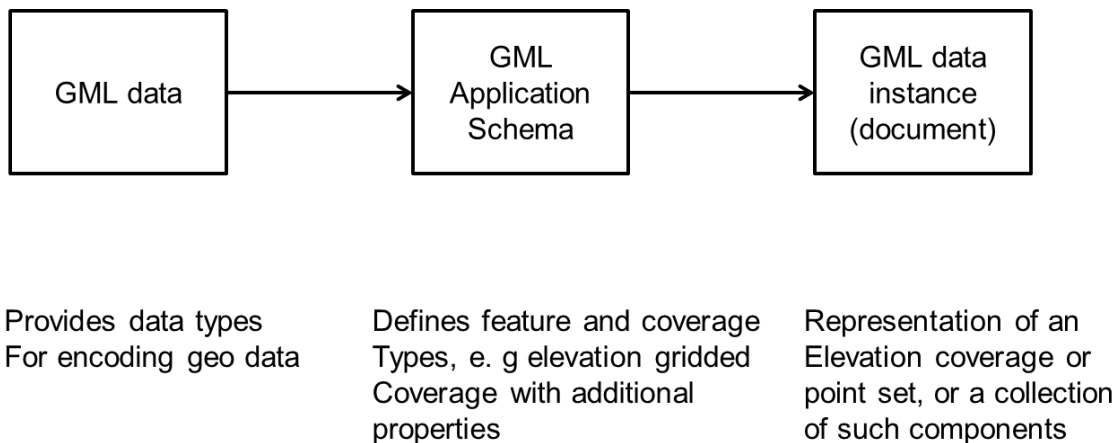 GML data
GML
Application
Schema
GML data
instance
(document)
Provides data types
For encoding geo data
Defines feature and coverage
Types, e. g elevation gridded
Coverage with additional
properties
Representation of an
Elevation coverage or
point set, or a collection
of such components